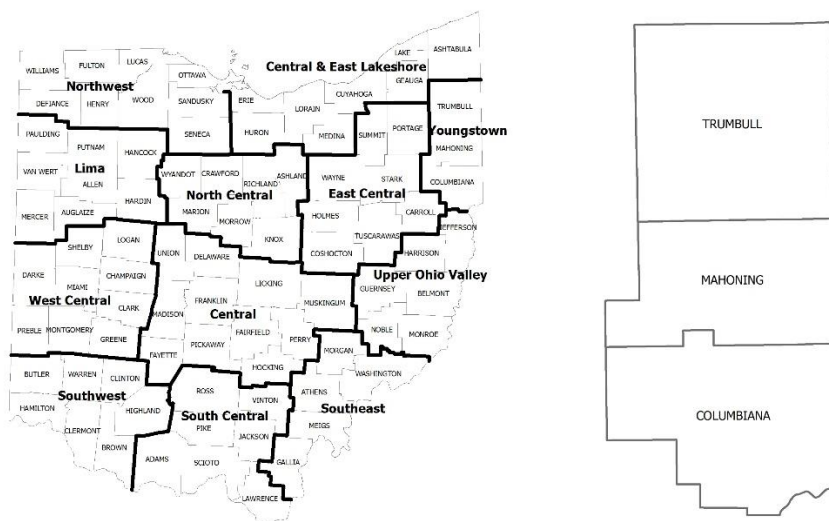 LAKE
ASHTABULA
LUCAS
FULTON
WILLIAMS
OTTAWA
Central & East Lakeshore
GEAUGA
Northwest
CUYAHOGA
DEFIANCE
HENRY
WOOD
SANDUSKY
ERIE
LORAIN
TRUMBULL
SENECA
HURON
MEDINA
SUMMIT
PORTAGE
Youngstown
PAULDING
PUTNAM
HANCOCK
MAHONING
VAN WERT
Lima
ALLEN
WYANDOT
CRAWFORD
RICHLAND
ASHLAND
WAYNE
STARK
COLUMBIANA
North Central
East Central
MERCER
AUGLAIZE
HARDIN
MARION
MORROW
HOLMES
CARROLL
KNOX
TUSCARAWAS
JEFFERSON
SHELBY
LOGAN
UNION
DELAWARE
COSHOCTON
HARRISON
DARKE
MIAMI
CHAMPAIGN
LICKING
Upper Ohio Valley
GUERNSEY
BELMONT
West Central
CLARK
MADISON
FRANKLIN
Central
MUSKINGUM
PREBLE
MONTGOMERY
GREENE
FAIRFIELD
PERRY
NOBLE
MONROE
FAYETTE
PICKAWAY
MORGAN
HOCKING
WASHINGTON
BUTLER
WARREN
CLINTON
ROSS
VINTON
ATHENS
Southwest
HIGHLAND
South Central
Southeast
HAMILTON
PIKE
MEIGS
CLERMONT
JACKSON
BROWN
ADAMS
SCIOTO
GALLIA
LAWRENCE
TRUMBULL
MAHONING
COLUMBIANA